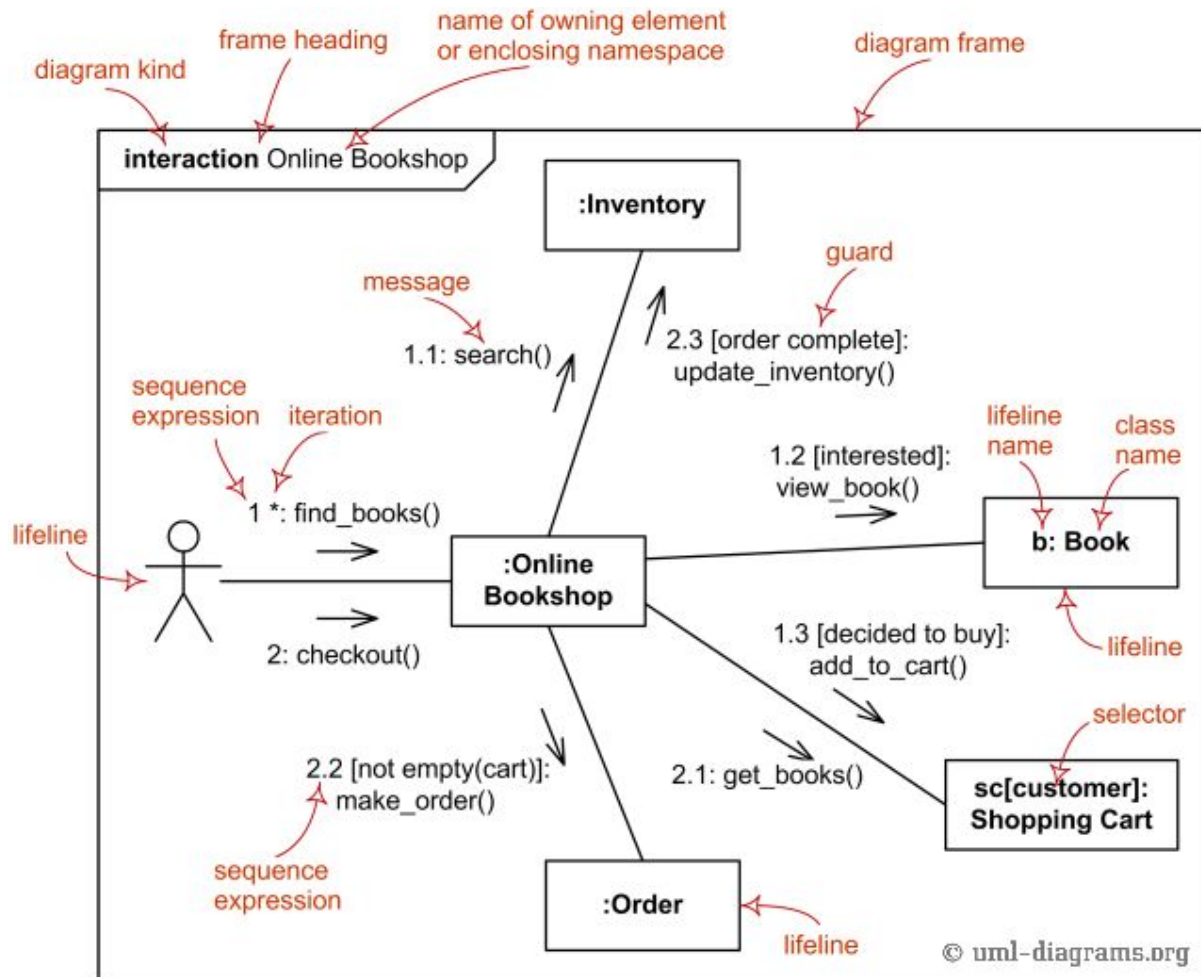 name of owning element
or enclosing namespace
frame heading
diagram frame
diagram kind
interaction Online Bookshop
:Inventory
guard
message
1.1: search()
2.3 [order complete]:
update_inventory()
sequence
expression
iteration
lifeline
name
class
name
1.2 [interested]:
view_book()
1 *: find_books()
lifeline
b: Book
:Online
Bookshop
1.3 [decided to buy]:
add_to_cart()
lifeline
2: checkout()
selector
2.2 [not empty(cart)]:
make_order()
2.1: get_books()
sc[customer]:
Shopping Cart
sequence
expression
:Order
lifeline
© uml-diagrams.org